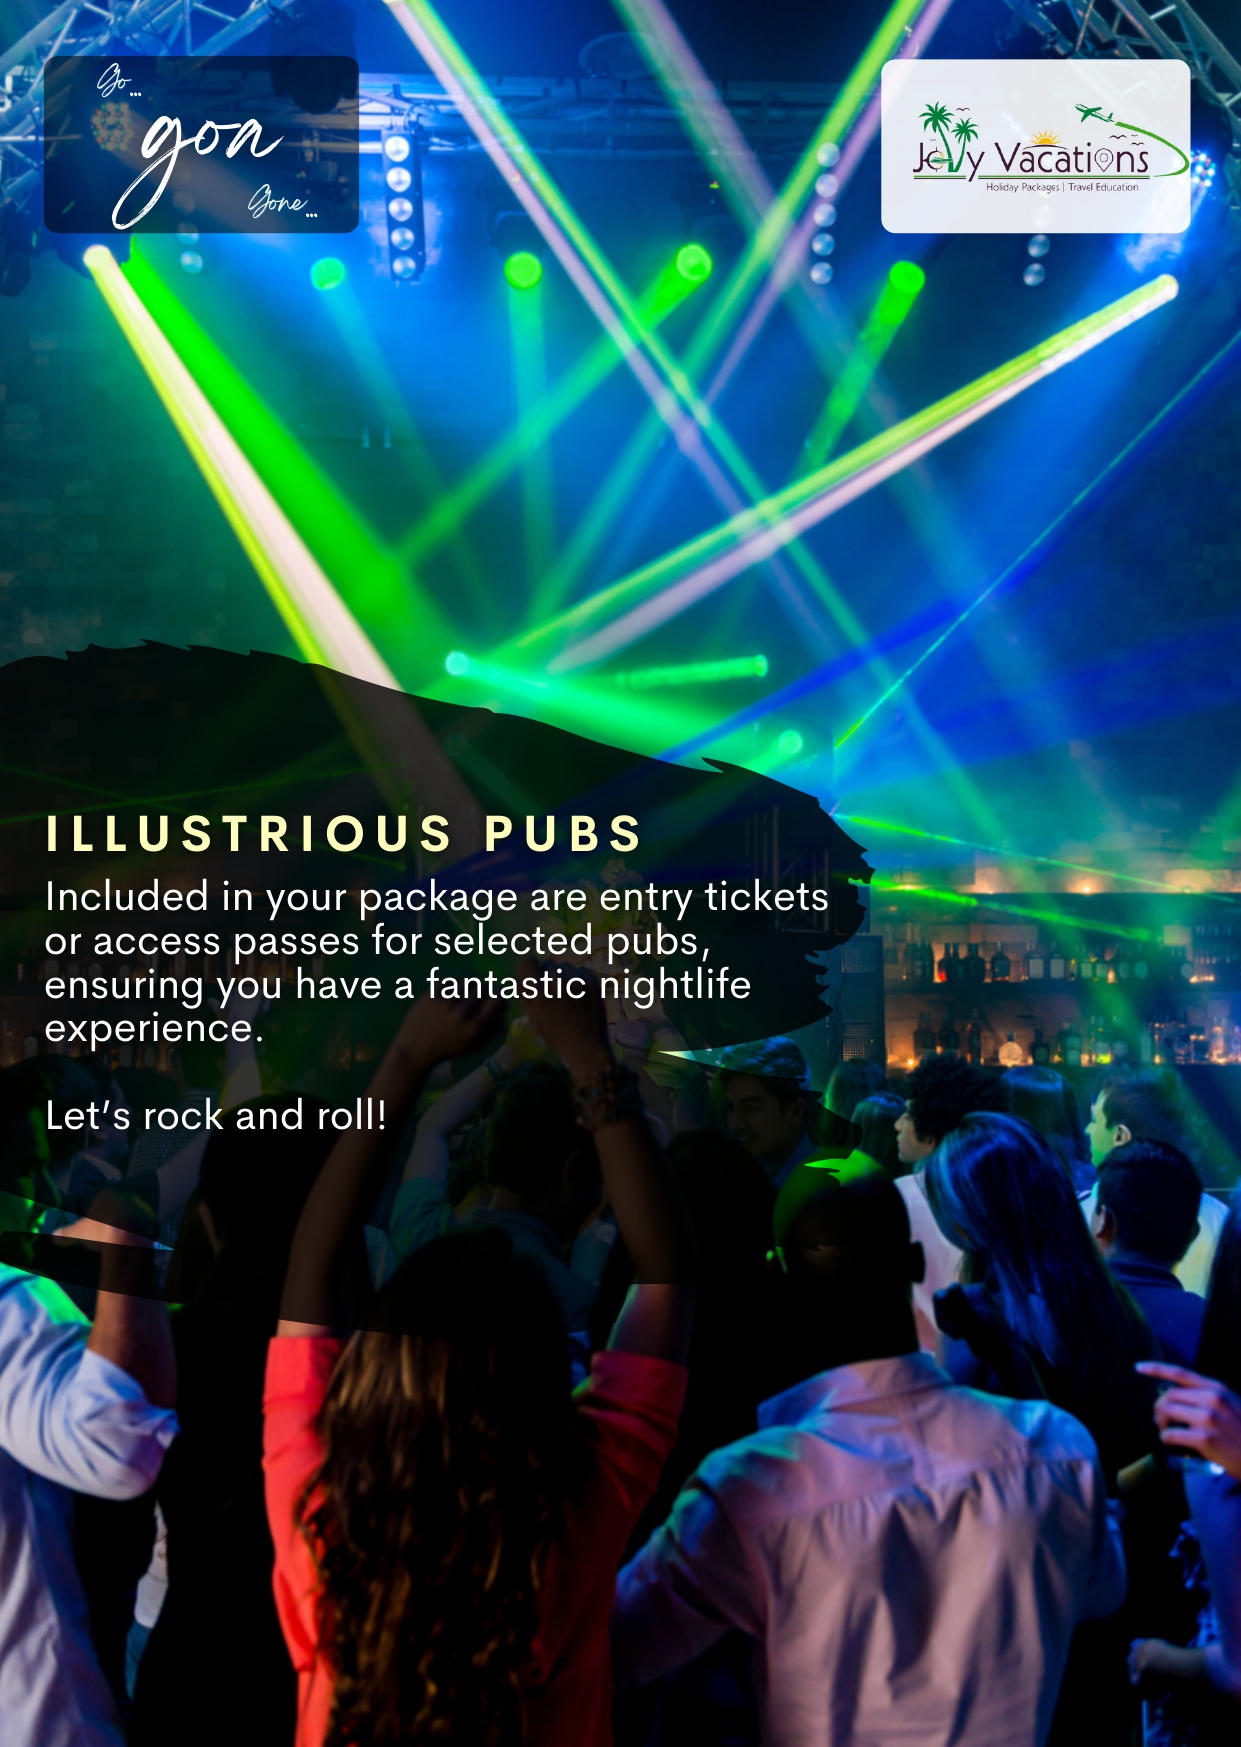 Go...
goa
Gone...
Jolly Vacations
Holiday Packages | Travel Education
ILLUSTRIOUS PUBS
Included in your package are entry tickets
or access passes for selected pubs,
ensuring you have a fantastic nightlife
experience.
Let’s rock and roll!